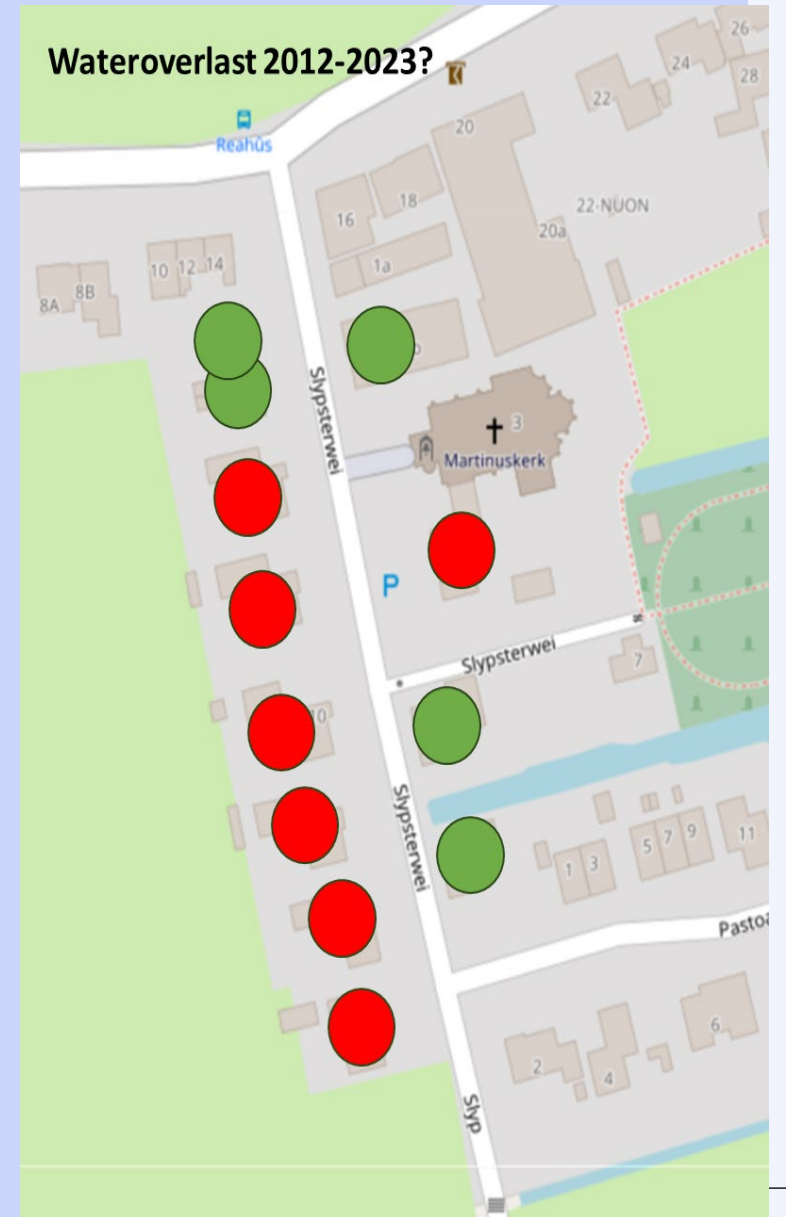 Wateroverlast 2012-2023?
26
24
28
22
20
Reahûs
18
16
22-NUON
20a
1a
10 12 14
8B
8A
Slypsterwei
3
Martinuskerk
P
Slypsterwei
7
Slypsterwei
11
5 7 9
1 3
Pastoa
6
2
4
Slyp